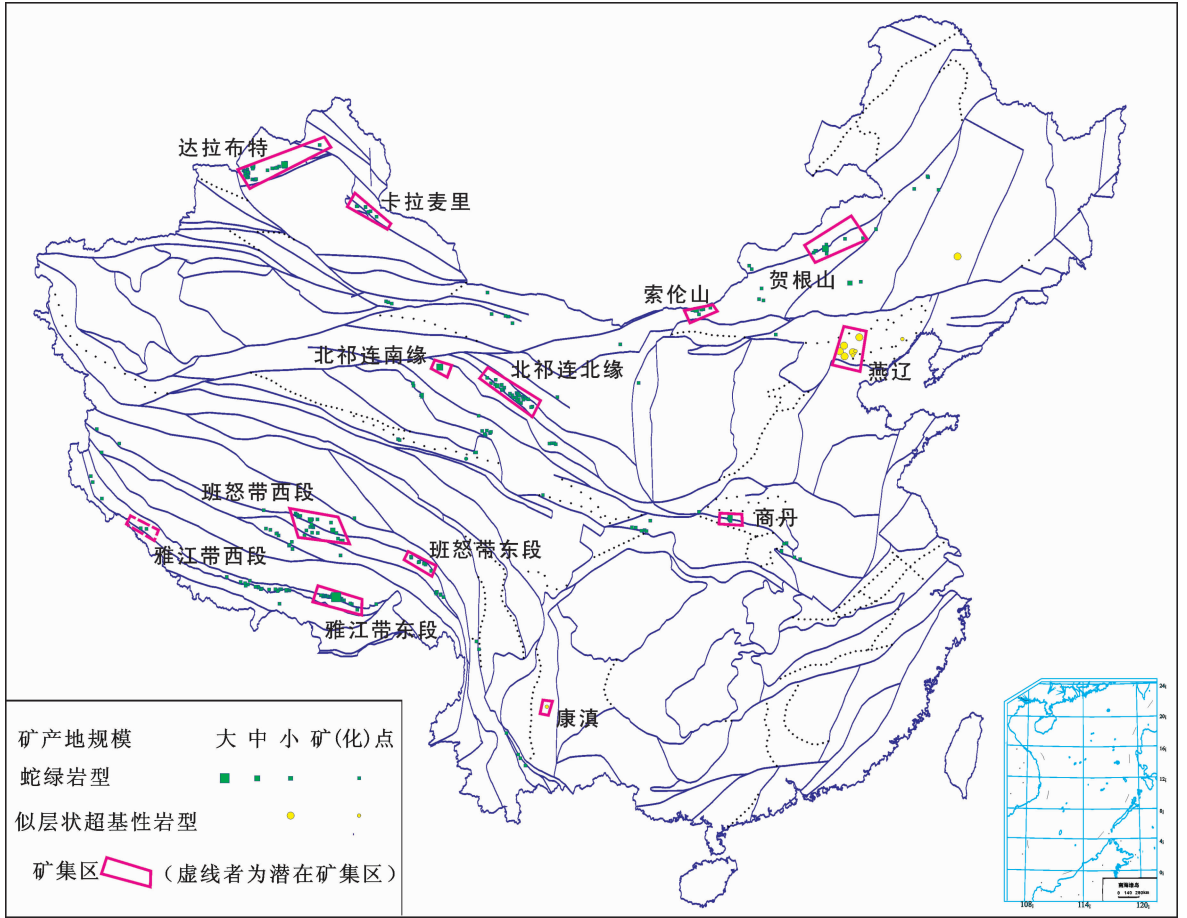 达拉布特
卡拉麦里
贺根山
索伦山
北祁连南缘
北祁连北缘
燕辽
班怒带西段
商丹
班怒带东段
雅江带西段
雅江带东段
康滇
矿产地规模 大 中 小 矿(化)点
蛇绿岩型
似层状超基性岩型
矿集区 (虚线者为潜在矿集区)
南海诸岛
0 140 280km